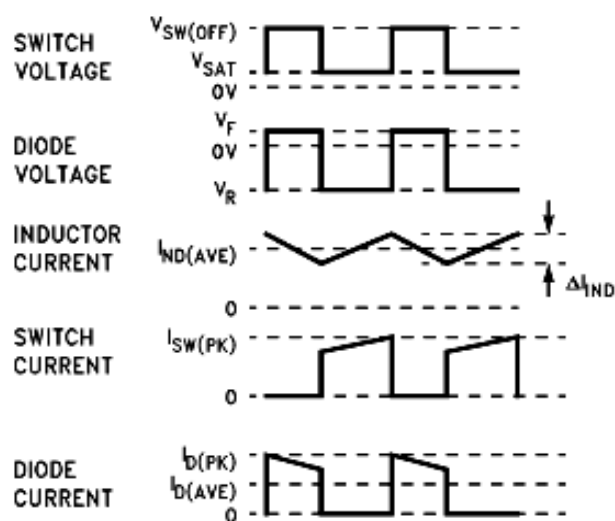 SWITCH
VOLTAGE
VSW(OFF)
VSAT
0V
DIODE
VOLTAGE
VF
0V
VR
INDUCTOR
CURRENT
IND(AVE)
ΔIIND
0
SWITCH
CURRENT
ISW(PK)
0
DIODE
CURRENT
ID(PK)
ID(AVE)
0